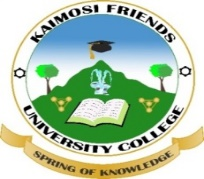 KAIMOSI FRIENDS
UNIVERSITY COLLEGE
SPRING OF KNOWLEDGE